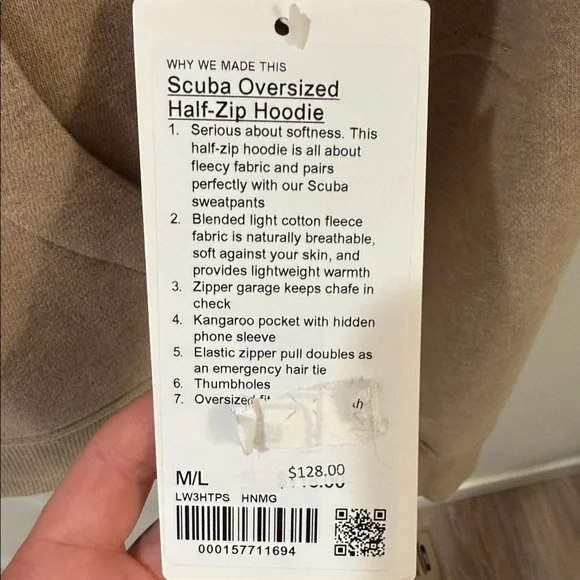 WHY WE MADE THIS
Scuba Oversized
Half-Zip Hoodie
1. Serious about softness. This
half-zip hoodie is all about
fleecy fabric and pairs
perfectly with our Scuba
sweatpants
2. Blended light cotton fleece
fabric is naturally breathable,
soft against your skin, and
provides lightweight warmth
3. Zipper garage keeps chafe in
check
4. Kangaroo pocket with hidden
phone sleeve
5. Elastic zipper pull doubles as
an emergency hair tie
6. Thumbholes
7. Oversized
M/L
$128.00
LW3HTPS HNMG
000157711694